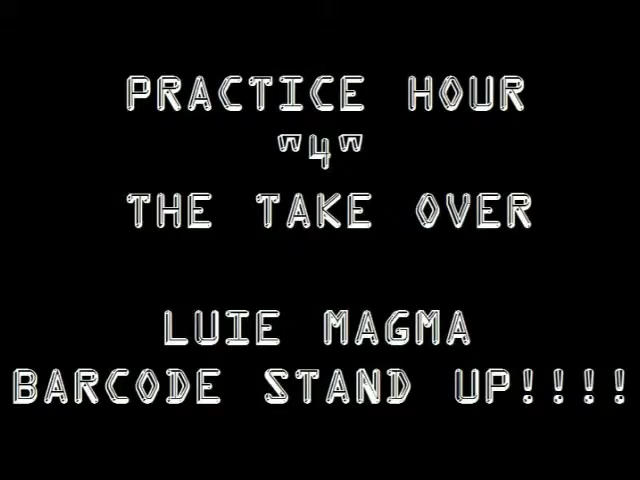 PRACTICE HOUR
"4"
THE TAKE OVER
LUIE MAGMA
BARCODE STAND UP!!!!